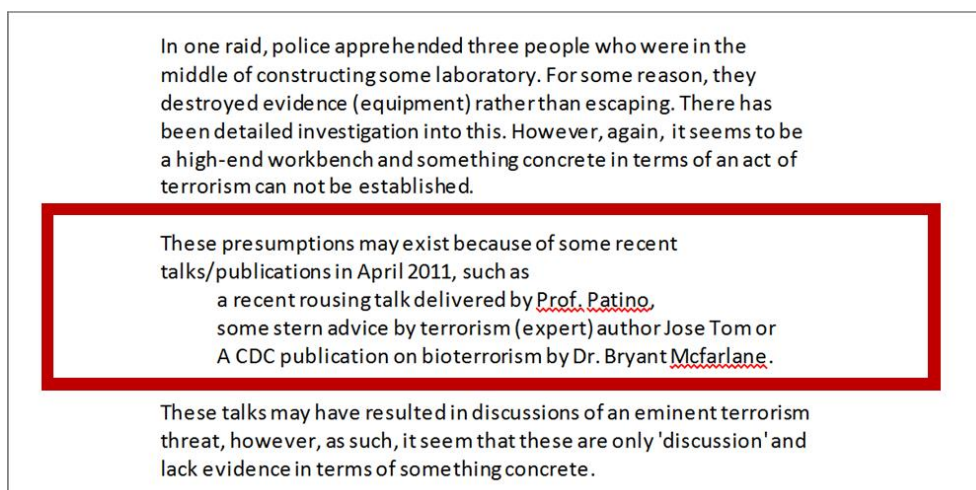 In one raid, police apprehended three people who were in the
middle of constructing some laboratory. For some reason, they
destroyed evidence (equipment) rather than escaping. There has
been detailed investigation into this. However, again, it seems to be
a high-end workbench and something concrete in terms of an act of
terrorism can not be established.
These presumptions may exist because of some recent
talks/publications in April 2011, such as
a recent rousing talk delivered by Prof. Patino,
some stern advice by terrorism (expert) author Jose Tom or
A CDC publication on bioterrorism by Dr. Bryant Mcfarlane.
These talks may have resulted in discussions of an eminent terrorism
threat, however, as such, it seem that these are only 'discussion' and
lack evidence in terms of something concrete.